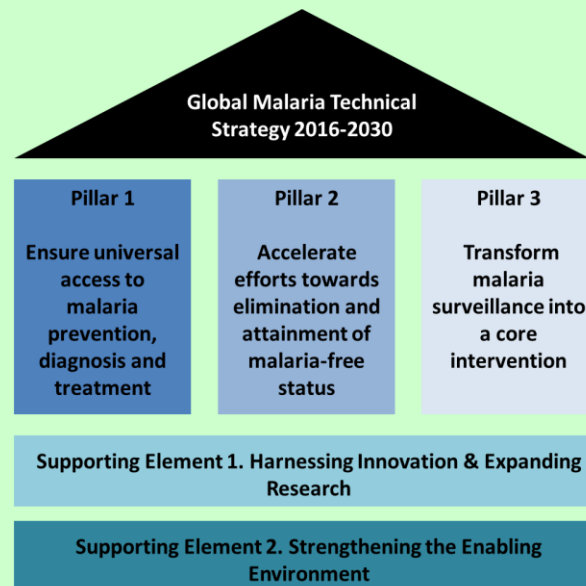 Global Malaria Technical
Strategy 2016-2030
Pillar 1
Ensure universal
access to
malaria
prevention,
diagnosis and
treatment
Pillar 2
Accelerate
efforts towards
elimination and
attainment of
malaria-free
status
Pillar 3
Transform
malaria
surveillance into
a core
intervention
Supporting Element 1. Harnessing Innovation & Expanding
Research
Supporting Element 2. Strengthening the Enabling
Environment